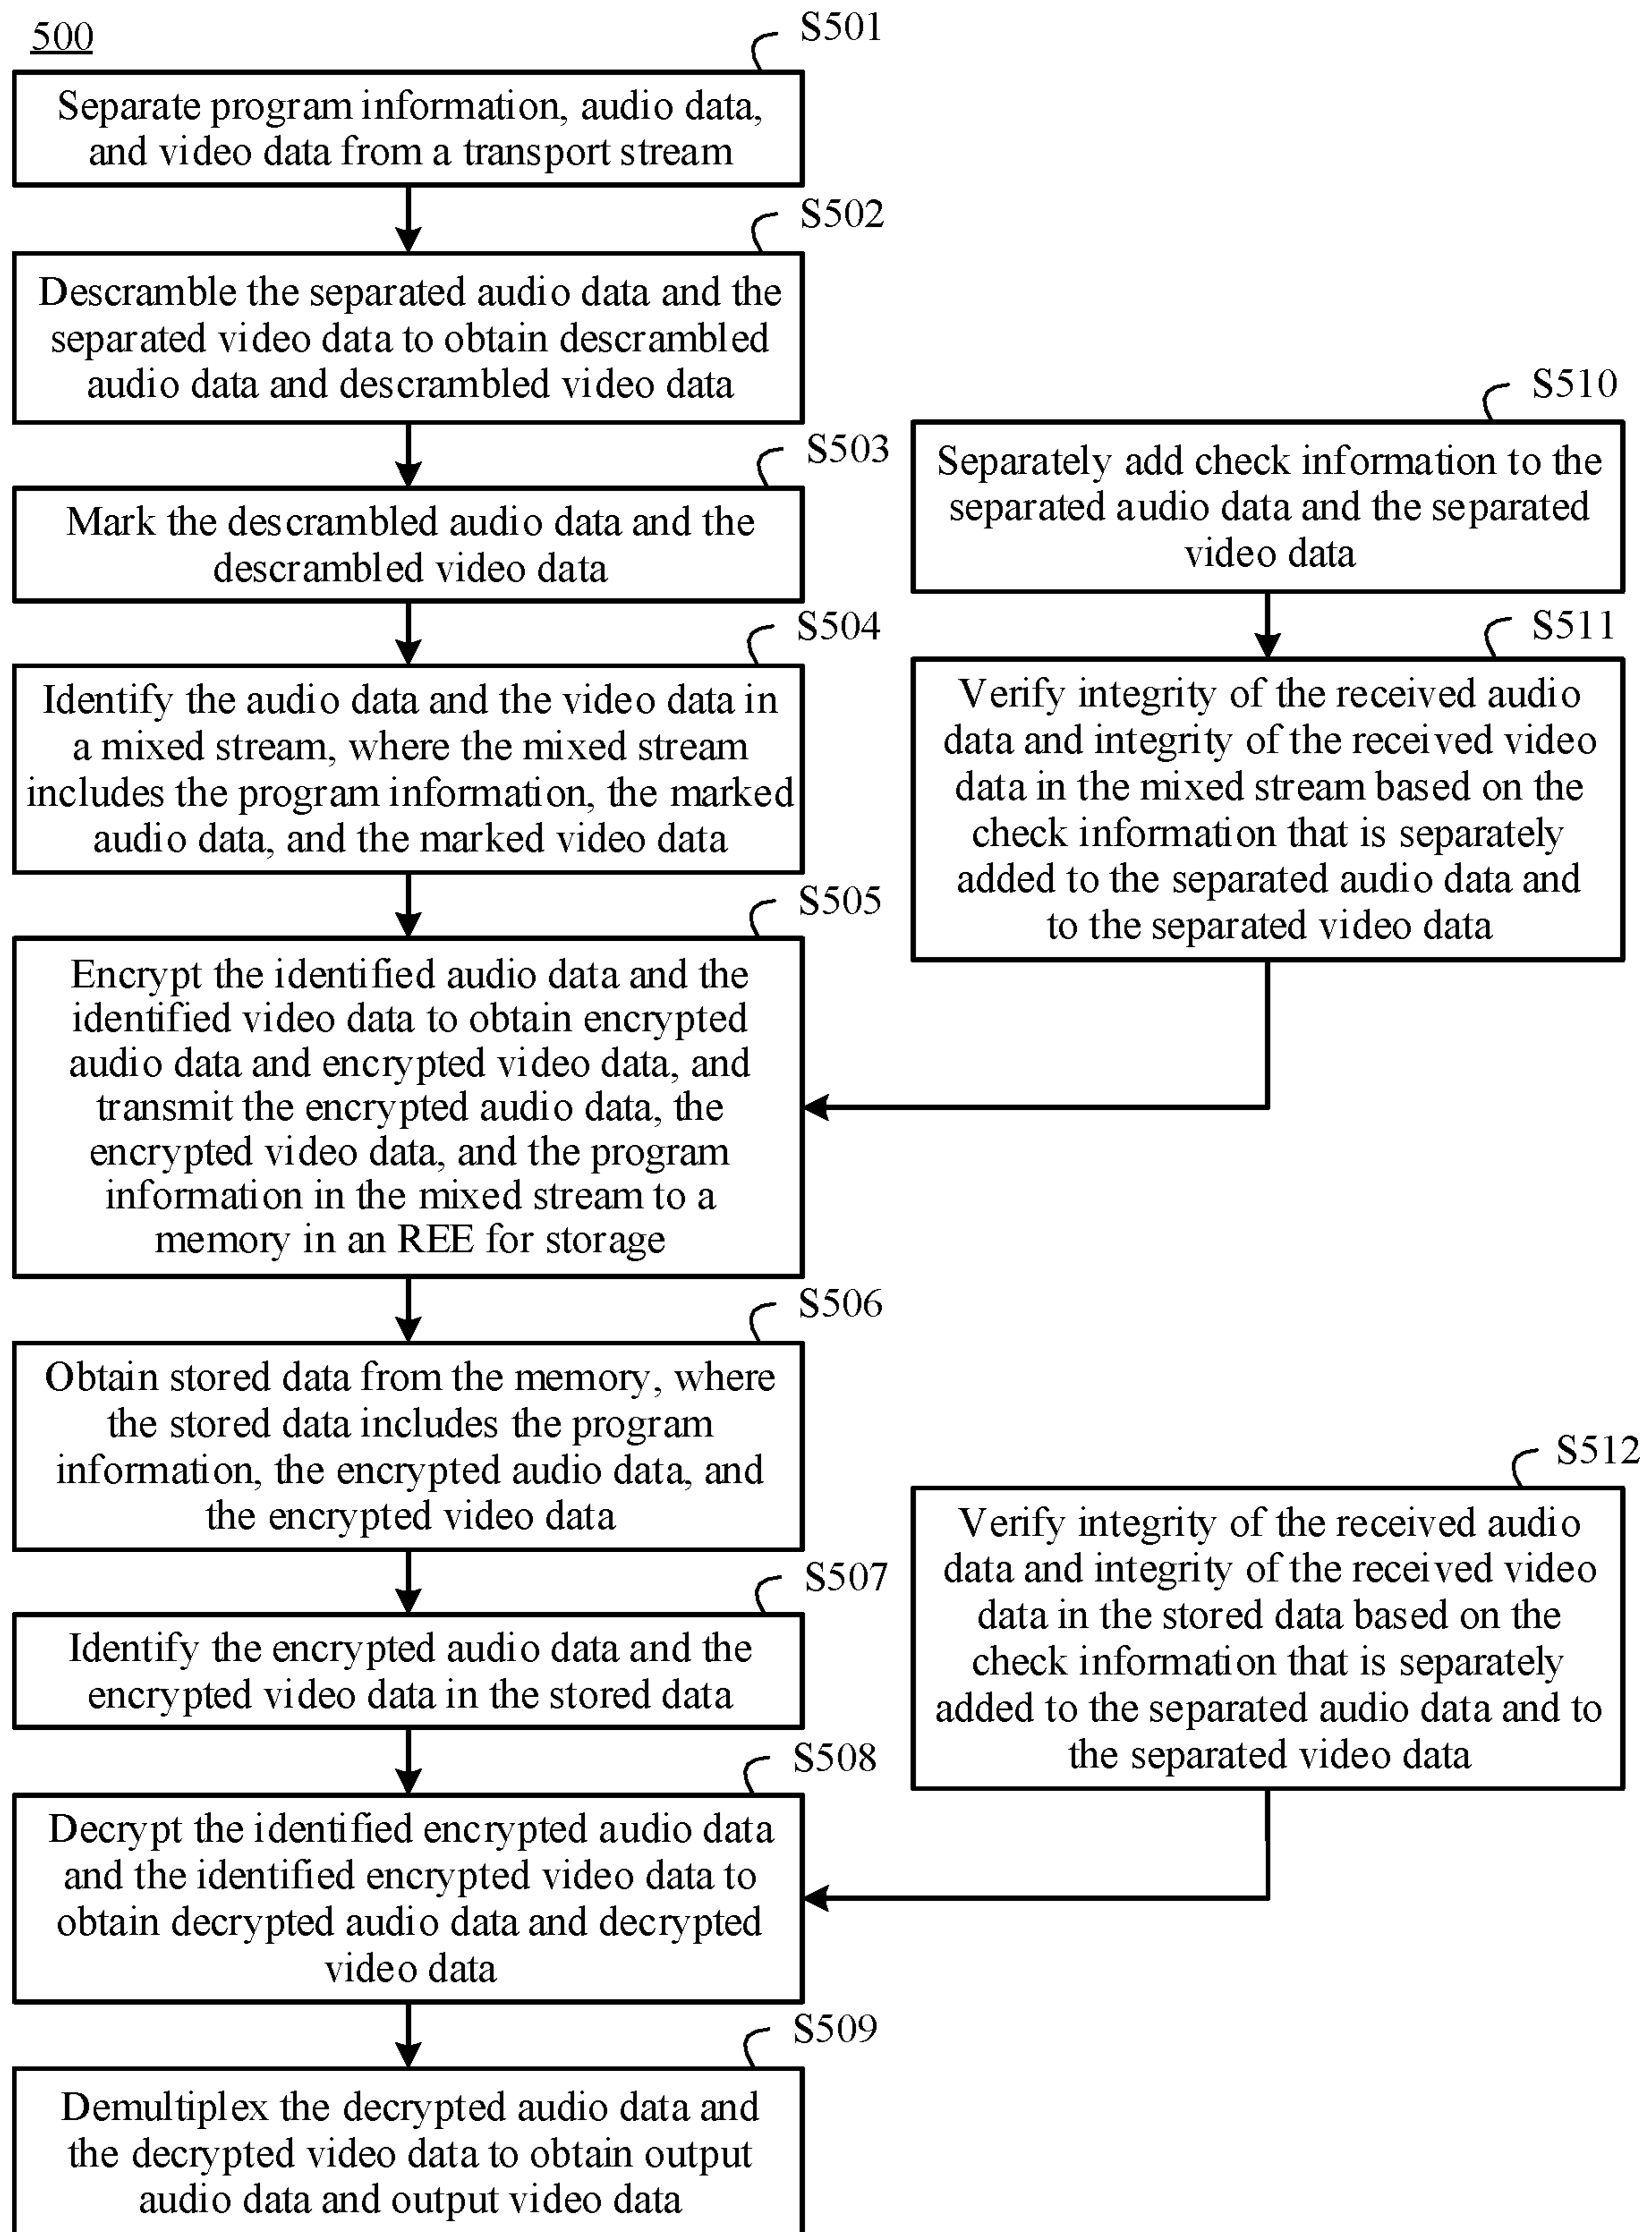 500
S501
Separate program information, audio data,
and video data from a transport stream
S502
Descramble the separated audio data and the
separated video data to obtain descrambled
audio data and descrambled video data
S503
Mark the descrambled audio data and the
descrambled video data
S504
Identify the audio data and the video data in
a mixed stream, where the mixed stream
includes the program information, the marked
audio data, and the marked video data
S505
Encrypt the identified audio data and the
identified video data to obtain encrypted
audio data and encrypted video data, and
transmit the encrypted audio data, the
encrypted video data, and the program
information in the mixed stream to a
memory in an REE for storage
S506
Obtain stored data from the memory, where
the stored data includes the program
information, the encrypted audio data, and
the encrypted video data
S507
Identify the encrypted audio data and the
encrypted video data in the stored data
S508
Decrypt the identified encrypted audio data
and the identified encrypted video data to
obtain decrypted audio data and decrypted
video data
S509
Demultiplex the decrypted audio data and
the decrypted video data to obtain output
audio data and output video data
S510
Separately add check information to the
separated audio data and the separated
video data
S511
Verify integrity of the received audio
data and integrity of the received video
data in the mixed stream based on the
check information that is separately
added to the separated audio data and
to the separated video data
S512
Verify integrity of the received audio
data and integrity of the received video
data in the stored data based on the
check information that is separately
added to the separated audio data and to
the separated video data